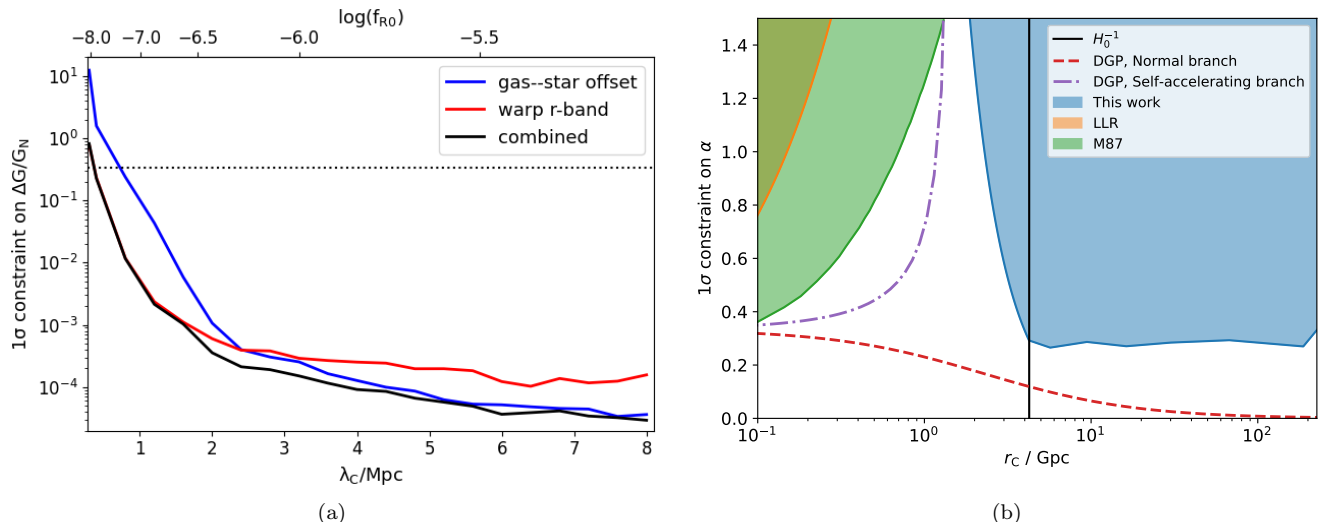 log(f_R0)
−8.0 −7.0 −6.5 −6.0 −5.5
1σ constraint on ΔG/G_N
10^1
10^0
10^−1
10^−2
10^−3
10^−4
gas--star offset
warp r-band
combined
1 2 3 4 5 6 7 8
λ_C/Mpc
(a)
1σ constraint on α
1.4
1.2
1.0
0.8
0.6
0.4
0.2
0.0
H_0^−1
DGP, Normal branch
DGP, Self-accelerating branch
This work
LLR
M87
10^−1 10^0 10^1 10^2
r_C / Gpc
(b)